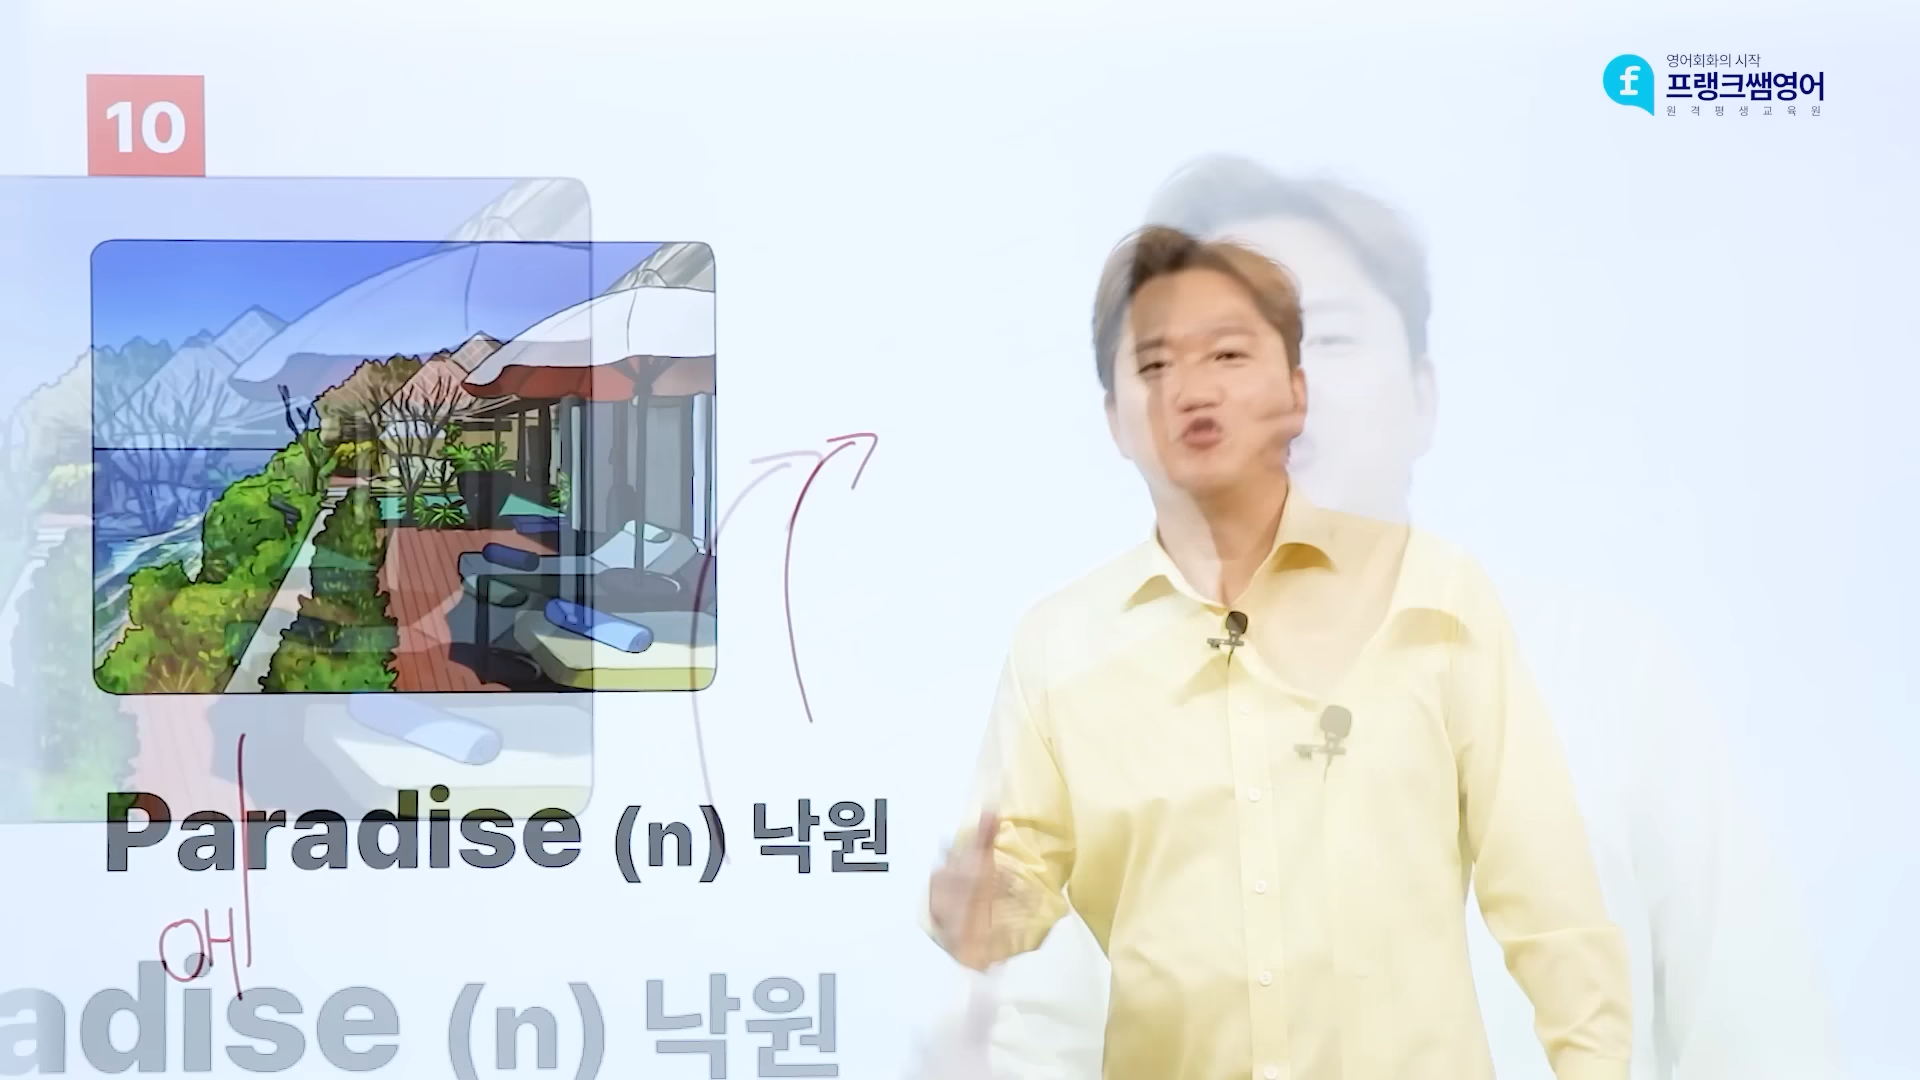 영어회화의 시작
프랭크쌤영어
원격평생교육원
10
Paradise (n) 낙원
애
adise (n) 낙원